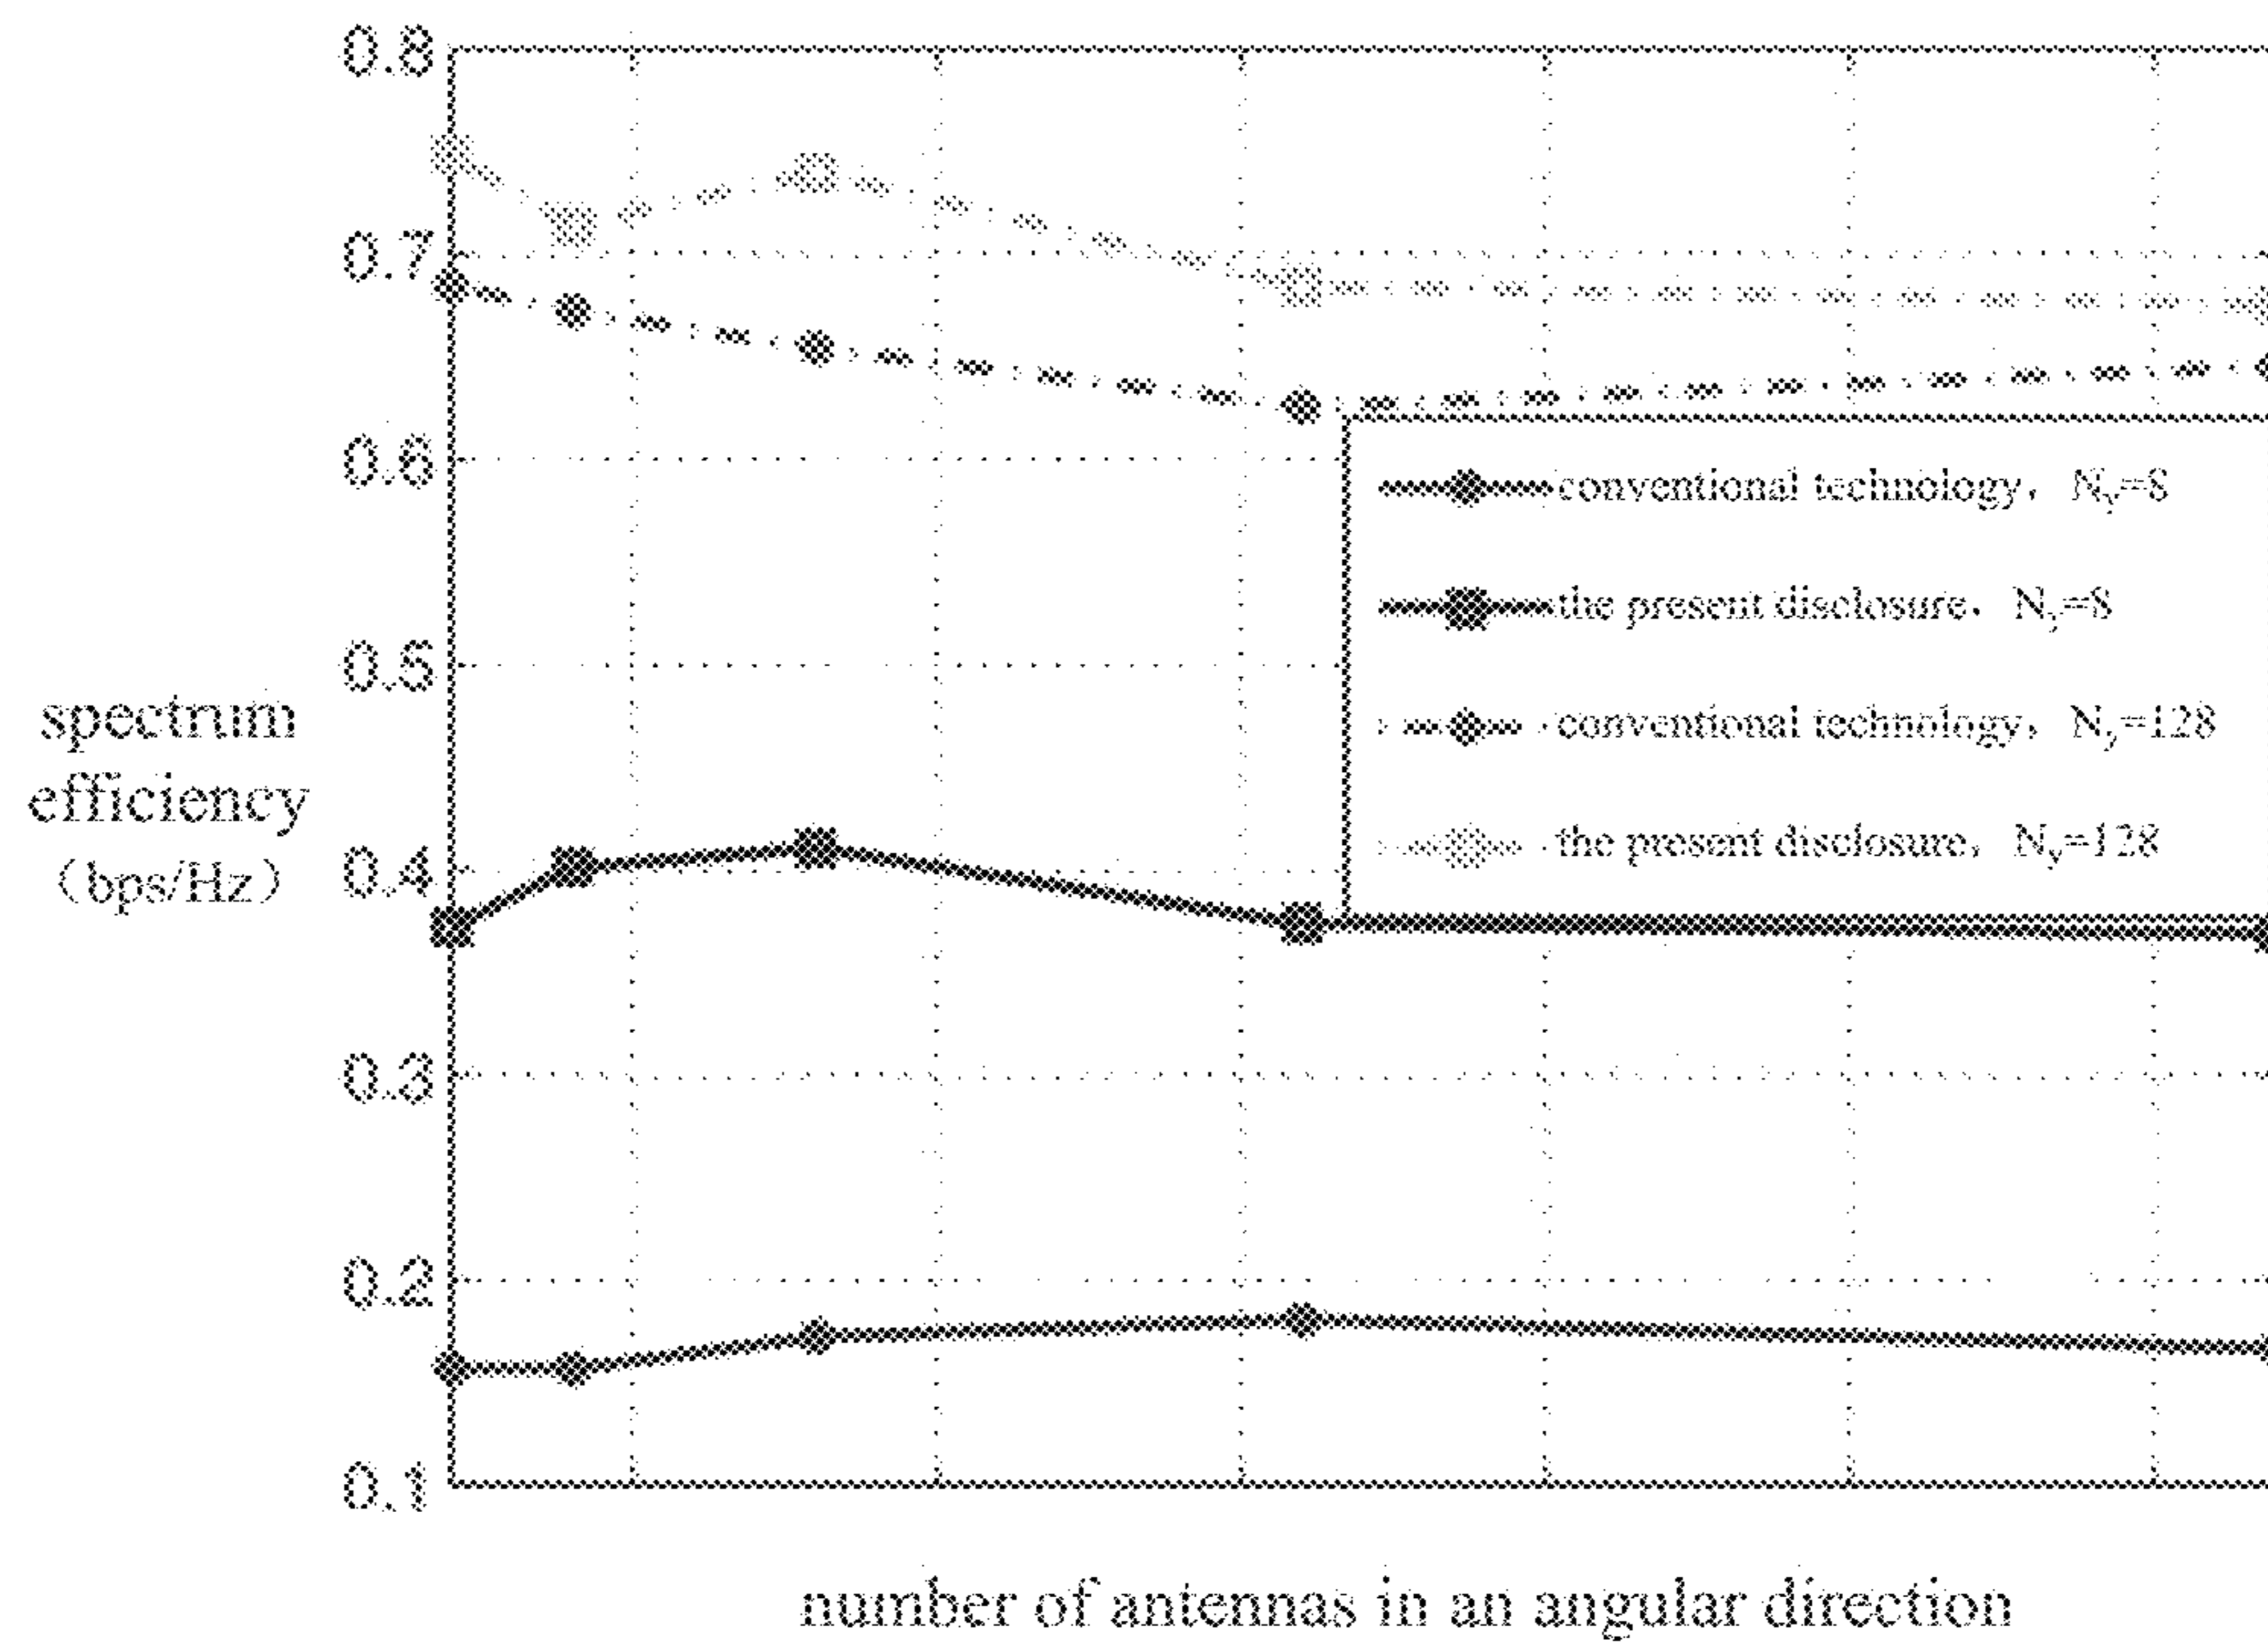 0.8
0.7
0.6
0.5
0.4
0.3
0.2
0.1
spectrum
efficiency
（bps/Hz）
conventional technology， Ny=8
the present disclosure， Ny=8
conventional technology， Ny=128
the present disclosure， Ny=128
number of antennas in an angular direction